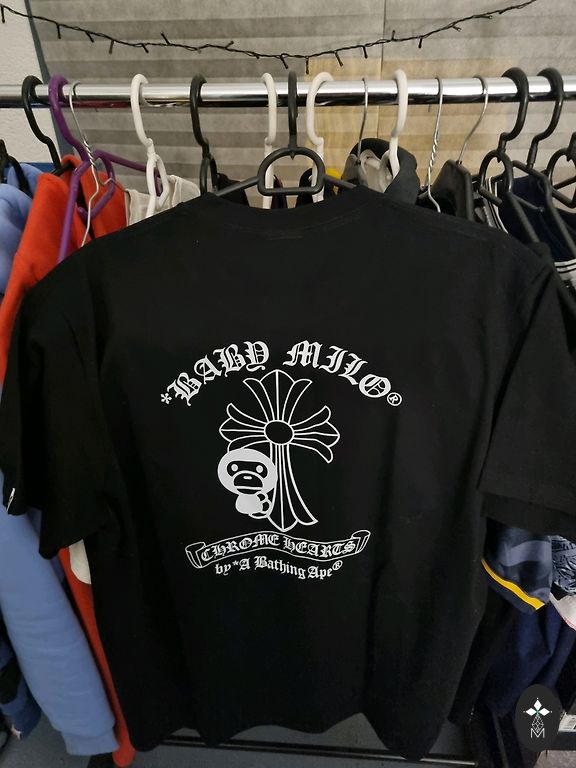 *BABY MILO®
CHROME HEARTS
by *A Bathing Ape®
M